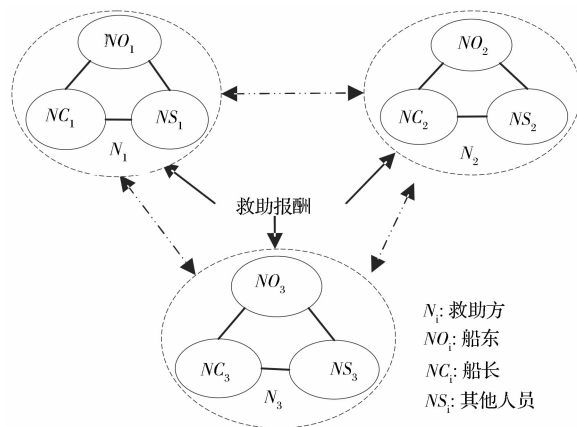 NO₁
NC₁ NS₁
N₁
NO₂
NC₂ NS₂
N₂
救助报酬
NO₃
NC₃ NS₃
N₃
Nᵢ: 救助方
NOᵢ: 船东
NCᵢ: 船长
NSᵢ: 其他人员